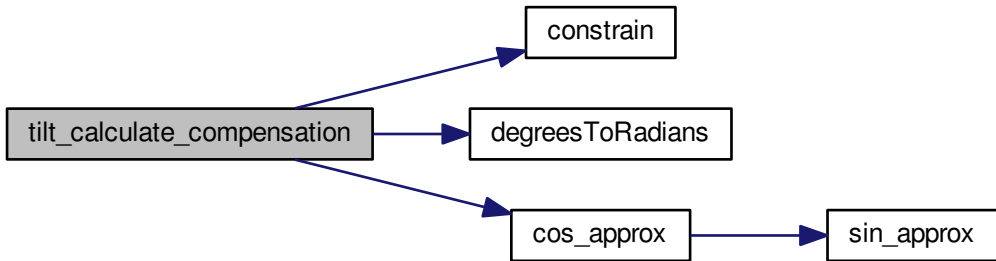 constrain
tilt_calculate_compensation
degreesToRadians
cos_approx
sin_approx